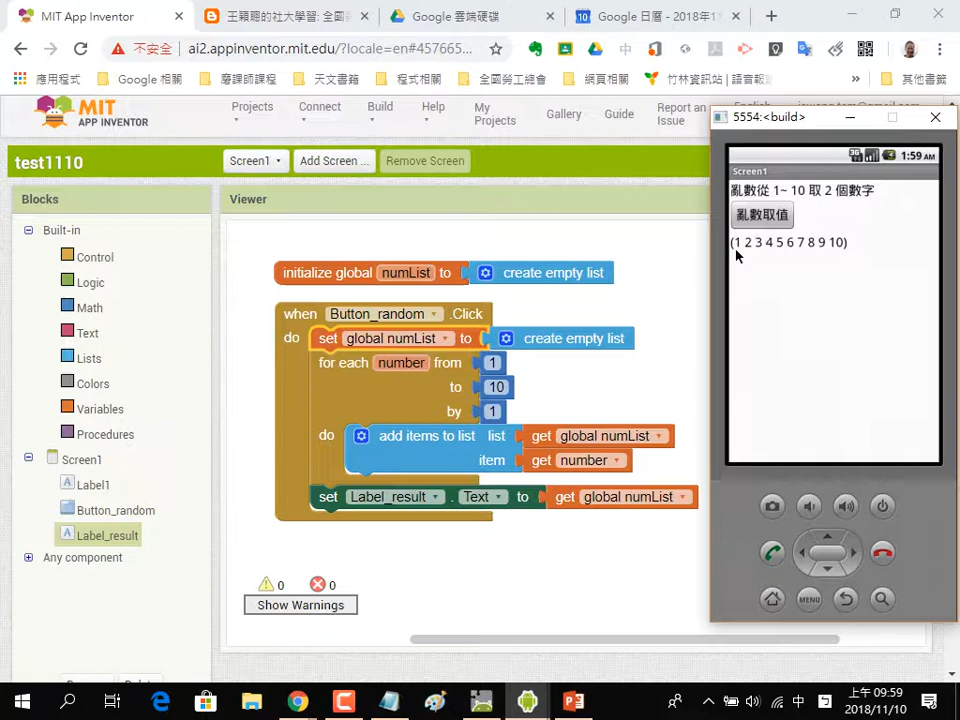 MIT App Inventor 2
王穎聰的社大學習: 全國
Google 雲端硬碟
10
Google 日曆 - 2018年1
不安全
ai2.appinventor.mit.edu/?locale=en#457665...
應用程式
Google 相關
磨課師課程
天文書籍
程式相關
全國勞工總會
網頁相關
竹林資訊站 | 語音報
»
其他書籤
MIT
APP INVENTOR
Projects
Connect
Build
Help
My
Projects
Gallery
Guide
Report an
Issue
English
5554:<build>
test1110
Screen1
Add Screen ...
Remove Screen
Blocks
Viewer
Built-in
Control
Logic
Math
Text
Lists
Colors
Variables
Procedures
Screen1
Label1
Button_random
Label_result
Any component
initialize global numList to create empty list
when Button_random .Click
do set global numList to create empty list
for each number from 1
to 10
by 1
do add items to list list get global numList
item get number
set Label_result . Text to get global numList
0 0
Show Warnings
3G 1:59 AM
Screen1
亂數從 1~ 10 取 2 個數字
亂數取值
(1 2 3 4 5 6 7 8 9 10)
MENU
中
上午 09:59
2018/11/10